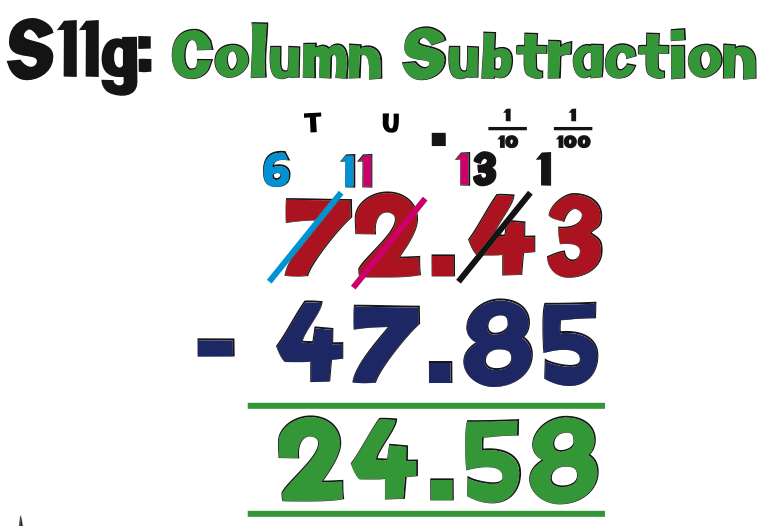 S11g: Column Subtraction
T U . 1/10 1/100
6 11 13 1
72.43
- 47.85
24.58